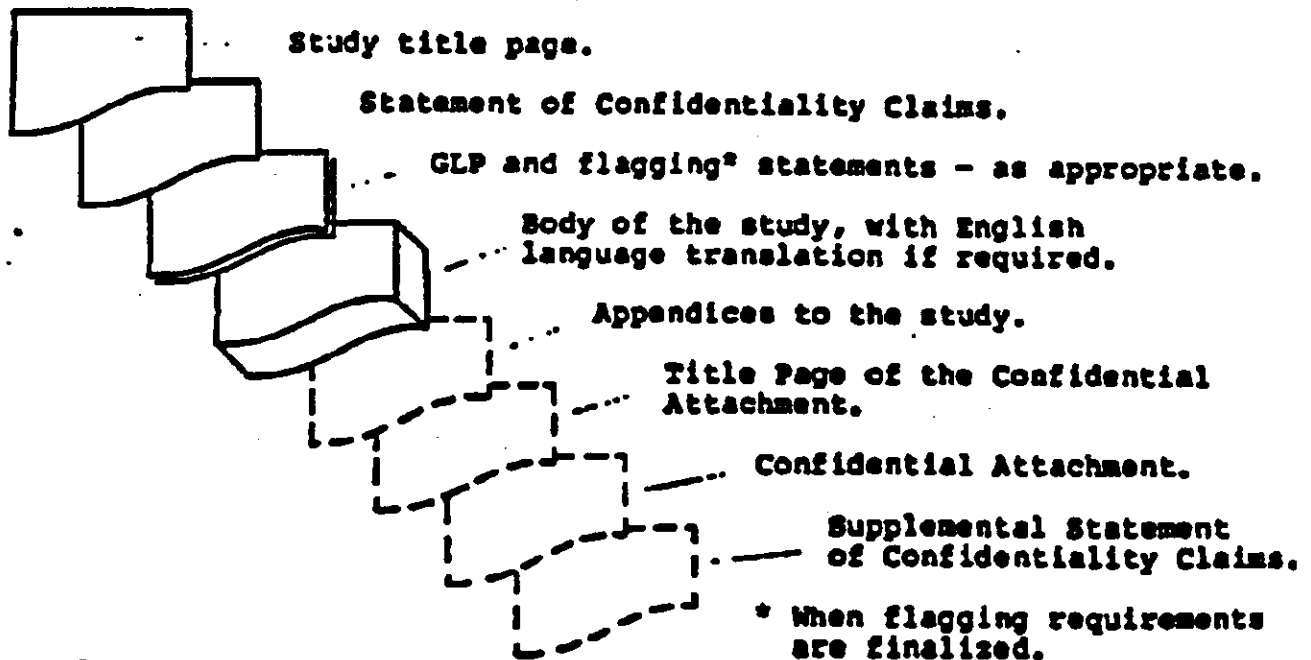 Study title page.
Statement of Confidentiality Claims.
GLP and flagging* statements - as appropriate.
Body of the study, with English
language translation if required.
Appendices to the study.
Title Page of the Confidential
Attachment.
Confidential Attachment.
Supplemental Statement
of Confidentiality Claims.
* When flagging requirements
are finalized.